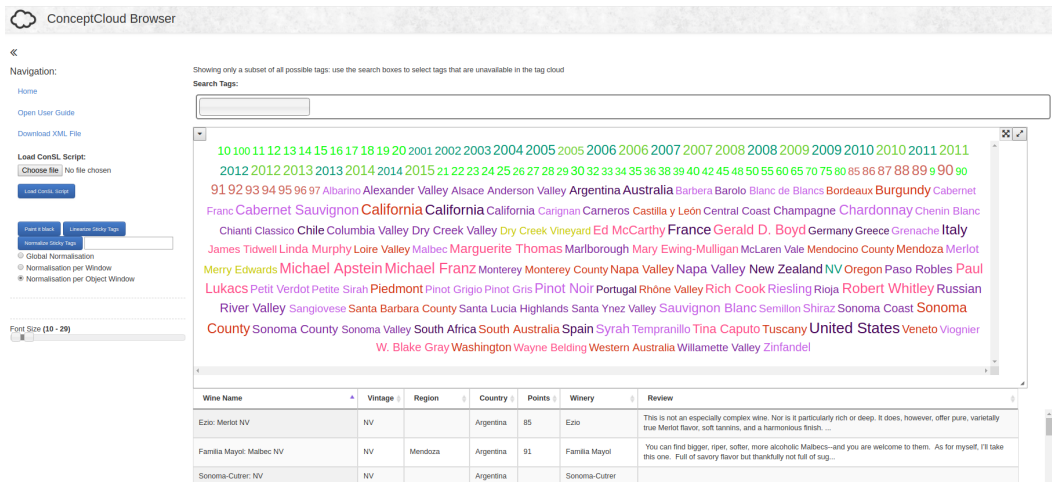 ConceptCloud Browser
«
Navigation:
Home
Open User Guide
Download XML File
Load ConSL Script:
Choose file No file chosen
Load ConSL Script
Paint it black Linearize Sticky Tags
Normalise Sticky Tags
Global Normalisation
Normalisation per Window
Normalisation per Object Window
Font Size (10 - 29)
Showing only a subset of all possible tags: use the search boxes to select tags that are unavailable in the tag cloud
Search Tags:
10 100 11 12 13 14 15 16 17 18 19 20 2001 2002 2003 2004 2005 2005 2006 2006 2007 2007 2008 2008 2009 2009 2010 2010 2011 2011
2012 2012 2013 2013 2014 2014 2015 21 22 23 24 25 26 27 28 29 30 32 33 34 35 36 38 39 40 42 45 48 50 55 60 65 70 75 80 85 86 87 88 89 9 90 90
91 92 93 94 95 96 97 Albarino Alexander Valley Alsace Anderson Valley Argentina Australia Barbera Barolo Blanc de Blancs Bordeaux Burgundy Cabernet
Franc Cabernet Sauvignon California California California Carignan Carneros Castilla y León Central Coast Champagne Chardonnay Chenin Blanc
Chianti Classico Chile Columbia Valley Dry Creek Valley Dry Creek Vineyard Ed McCarthy France Gerald D. Boyd Germany Greece Grenache Italy
James Tidwell Linda Murphy Loire Valley Malbec Marguerite Thomas Marlborough Mary Ewing-Mulligan McLaren Vale Mendocino County Mendoza Merlot
Merry Edwards Michael Apstein Michael Franz Monterey Monterey County Napa Valley Napa Valley New Zealand NV Oregon Paso Robles Paul
Lukacs Petit Verdot Petite Sirah Piedmont Pinot Grigio Pinot Gris Pinot Noir Portugal Rhône Valley Rich Cook Riesling Rioja Robert Whitley Russian
River Valley Sangiovese Santa Barbara County Santa Lucia Highlands Santa Ynez Valley Sauvignon Blanc Semillon Shiraz Sonoma Coast Sonoma
County Sonoma County Sonoma Valley South Africa South Australia Spain Syrah Tempranillo Tina Caputo Tuscany United States Veneto Viognier
W. Blake Gray Washington Wayne Belding Western Australia Willamette Valley Zinfandel
Wine Name Vintage Region Country Points Winery Review
Ezio: Merlot NV NV Argentina 85 Ezio This is not an especially complex wine. Nor is it particularly rich or deep. It does, however, offer pure, varietally
true Merlot flavor, soft tannins, and a harmonious finish. ...
Familia Mayol: Malbec NV NV Mendoza Argentina 91 Familia Mayol You can find bigger, riper, softer, more alcoholic Malbecs--and you are welcome to them. As for myself, I'll take
this one. Full of savory flavor but thankfully not full of sug...
Sonoma-Cutrer: NV NV Argentina Sonoma-Cutrer